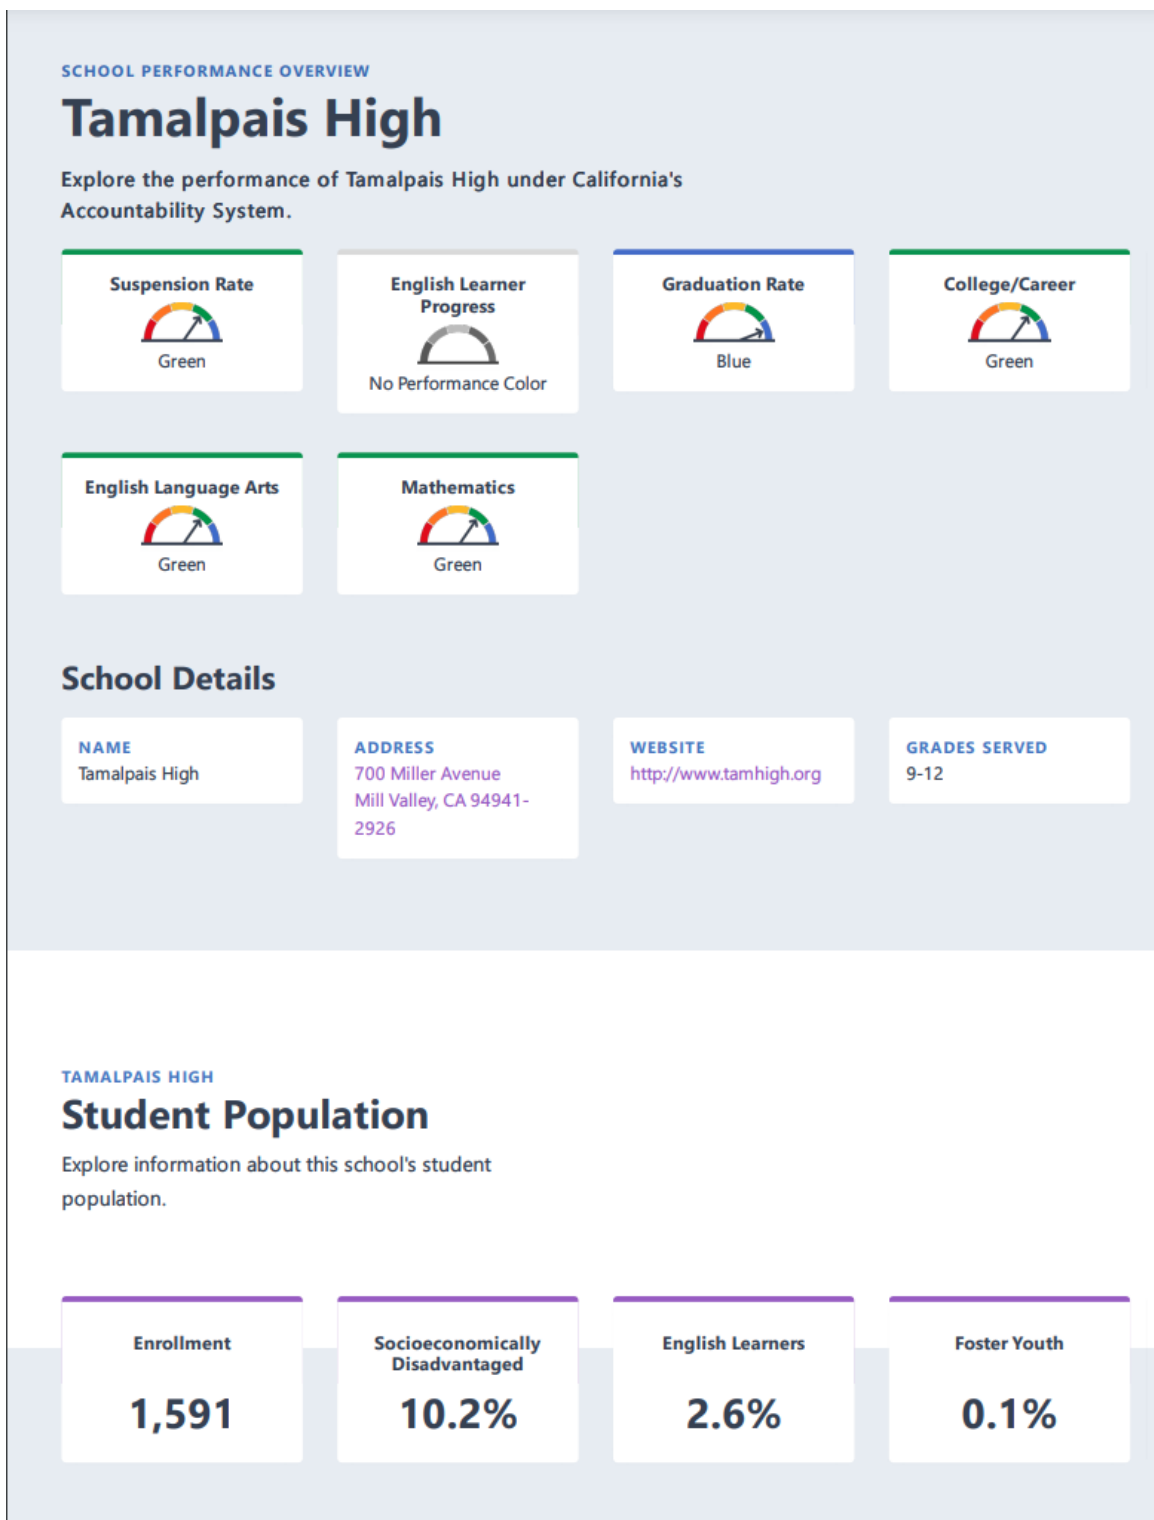 SCHOOL PERFORMANCE OVERVIEW
Tamalpais High
Explore the performance of Tamalpais High under California's
Accountability System.
Suspension Rate
Green
English Learner
Progress
No Performance Color
Graduation Rate
Blue
College/Career
Green
English Language Arts
Green
Mathematics
Green
School Details
NAME
Tamalpais High
ADDRESS
700 Miller Avenue
Mill Valley, CA 94941-
2926
WEBSITE
http://www.tamhigh.org
GRADES SERVED
9-12
TAMALPAIS HIGH
Student Population
Explore information about this school's student
population.
Enrollment
1,591
Socioeconomically
Disadvantaged
10.2%
English Learners
2.6%
Foster Youth
0.1%